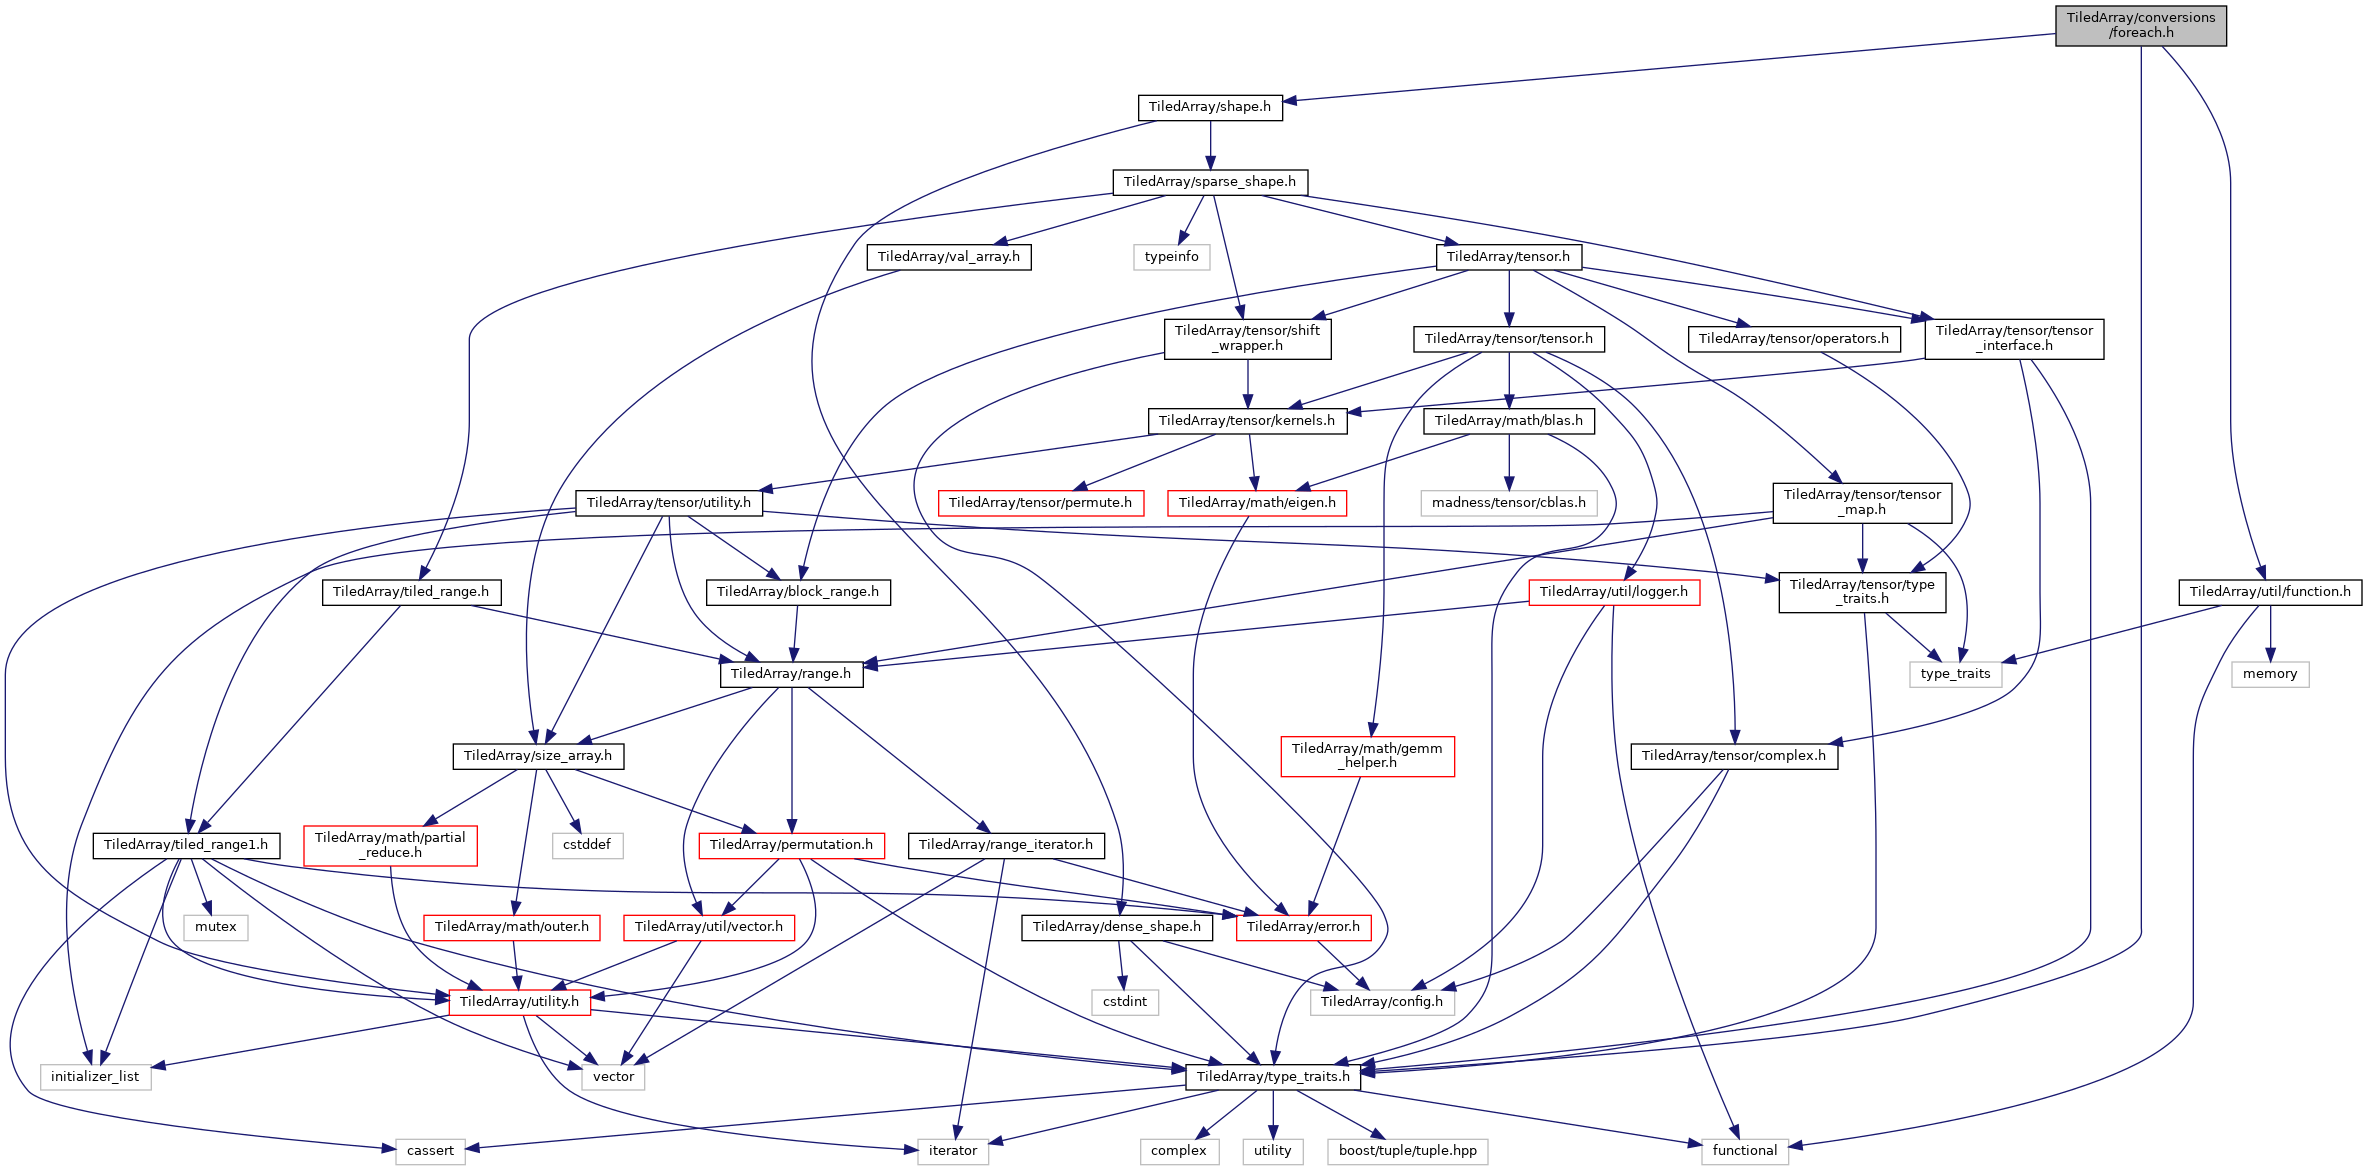 TiledArray/conversions
/foreach.h
TiledArray/shape.h
TiledArray/sparse_shape.h
TiledArray/val_array.h
typeinfo
TiledArray/tensor.h
TiledArray/tensor/shift
_wrapper.h
TiledArray/tensor/tensor.h
TiledArray/tensor/operators.h
TiledArray/tensor/tensor
_interface.h
TiledArray/tensor/kernels.h
TiledArray/math/blas.h
TiledArray/tensor/utility.h
TiledArray/tensor/permute.h
TiledArray/math/eigen.h
madness/tensor/cblas.h
TiledArray/tensor/tensor
_map.h
TiledArray/tiled_range.h
TiledArray/block_range.h
TiledArray/util/logger.h
TiledArray/tensor/type
_traits.h
TiledArray/util/function.h
TiledArray/range.h
type_traits
memory
TiledArray/size_array.h
TiledArray/math/gemm
_helper.h
TiledArray/tensor/complex.h
TiledArray/tiled_range1.h
TiledArray/math/partial
_reduce.h
cstddef
TiledArray/permutation.h
TiledArray/range_iterator.h
mutex
TiledArray/math/outer.h
TiledArray/util/vector.h
TiledArray/dense_shape.h
TiledArray/error.h
TiledArray/utility.h
cstdint
TiledArray/config.h
initializer_list
vector
TiledArray/type_traits.h
cassert
iterator
complex
utility
boost/tuple/tuple.hpp
functional